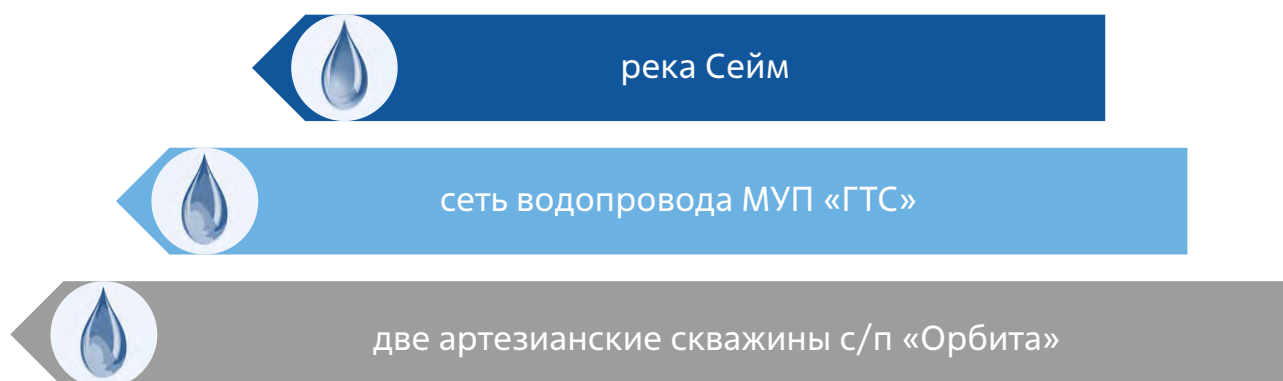 река Сейм
сеть водопровода МУП «ГТС»
две артезианские скважины с/п «Орбита»